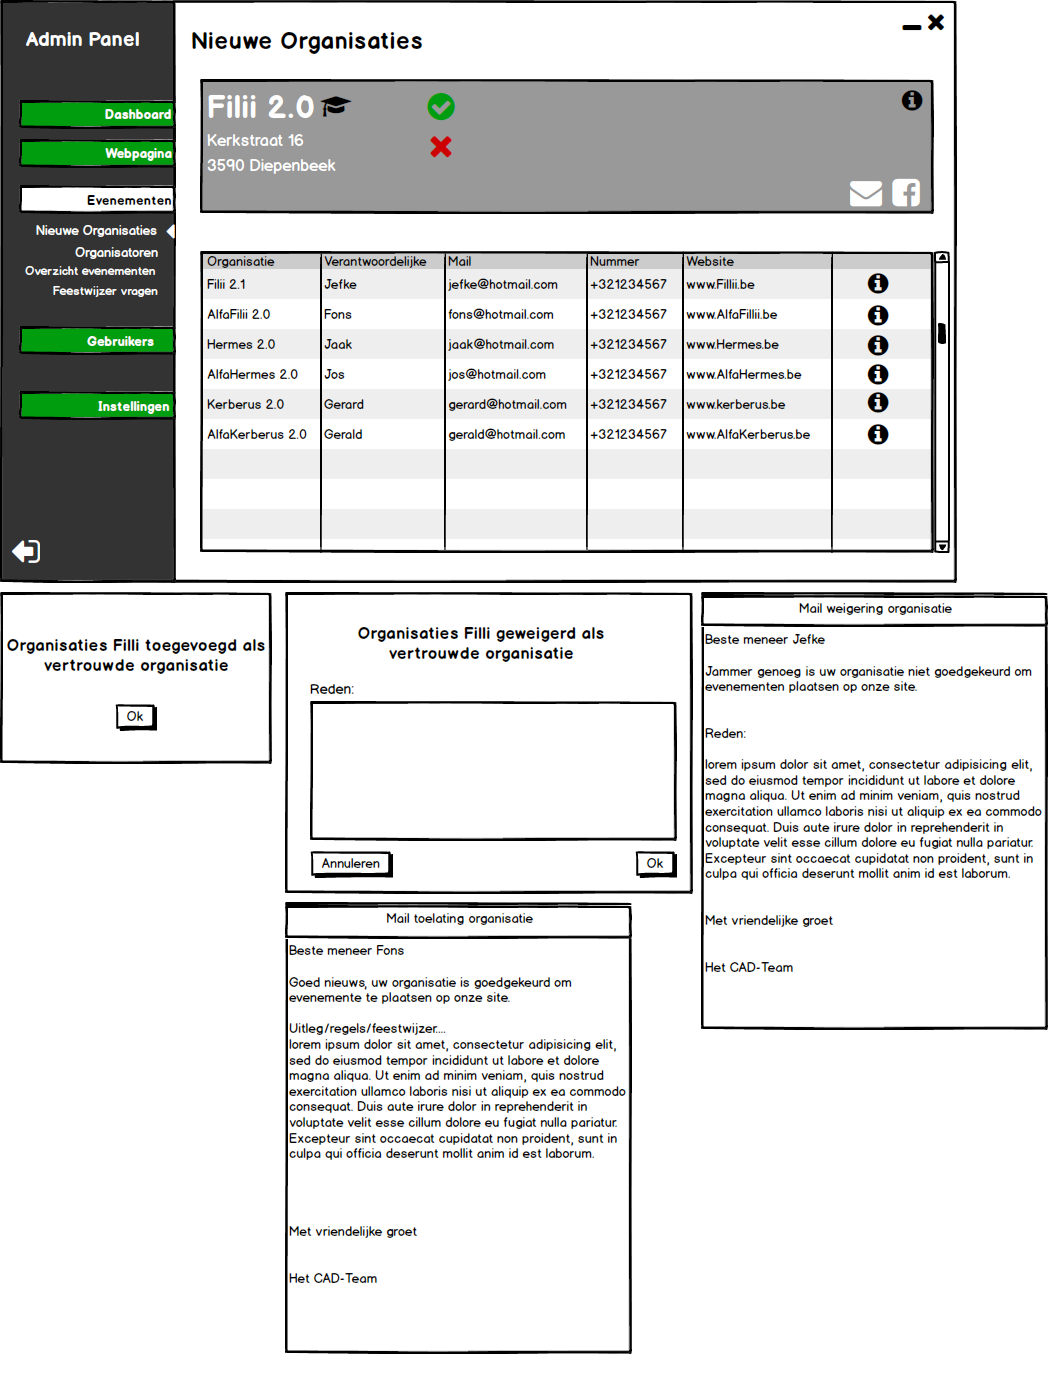 Admin Panel
Dashboard
Webpagina
Evenementen
Nieuwe Organisaties
Organisatoren
Overzicht evenementen
Feestwijzer vragen
Gebruikers
Instellingen
Nieuwe Organisaties
Filii 2.0
Kerkstraat 16
3590 Diepenbeek
Organisatie Verantwoordelijke Mail Nummer Website
Filii 2.1 Jefke jefke@hotmail.com +321234567 www.Fillii.be
AlfaFilii 2.0 Fons fons@hotmail.com +321234567 www.AlfaFillii.be
Hermes 2.0 Jaak jaak@hotmail.com +321234567 www.Hermes.be
AlfaHermes 2.0 Jos jos@hotmail.com +321234567 www.AlfaHermes.be
Kerberus 2.0 Gerard gerard@hotmail.com +321234567 www.kerberus.be
AlfaKerberus 2.0 Gerald gerald@hotmail.com +321234567 www.AlfaKerberus.be
Organisaties Filli toegevoegd als
vertrouwde organisatie
Ok
Organisaties Filli geweigerd als
vertrouwde organisatie
Reden:
Annuleren
Ok
Mail weigering organisatie
Beste meneer Jefke
Jammer genoeg is uw organisatie niet goedgekeurd om
evenementen plaatsen op onze site.
Reden:
lorem ipsum dolor sit amet, consectetur adipisicing elit,
sed do eiusmod tempor incididunt ut labore et dolore
magna aliqua. Ut enim ad minim veniam, quis nostrud
exercitation ullamco laboris nisi ut aliquip ex ea commodo
consequat. Duis aute irure dolor in reprehenderit in
voluptate velit esse cillum dolore eu fugiat nulla pariatur.
Excepteur sint occaecat cupidatat non proident, sunt in
culpa qui officia deserunt mollit anim id est laborum.
Met vriendelijke groet
Het CAD-Team
Mail toelating organisatie
Beste meneer Fons
Goed nieuws, uw organisatie is goedgekeurd om
evenemente te plaatsen op onze site.
Uitleg/regels/feestwijzer....
lorem ipsum dolor sit amet, consectetur adipisicing elit,
sed do eiusmod tempor incididunt ut labore et dolore
magna aliqua. Ut enim ad minim veniam, quis nostrud
exercitation ullamco laboris nisi ut aliquip ex ea commodo
consequat. Duis aute irure dolor in reprehenderit in
voluptate velit esse cillum dolore eu fugiat nulla pariatur.
Excepteur sint occaecat cupidatat non proident, sunt in
culpa qui officia deserunt mollit anim id est laborum.
Met vriendelijke groet
Het CAD-Team